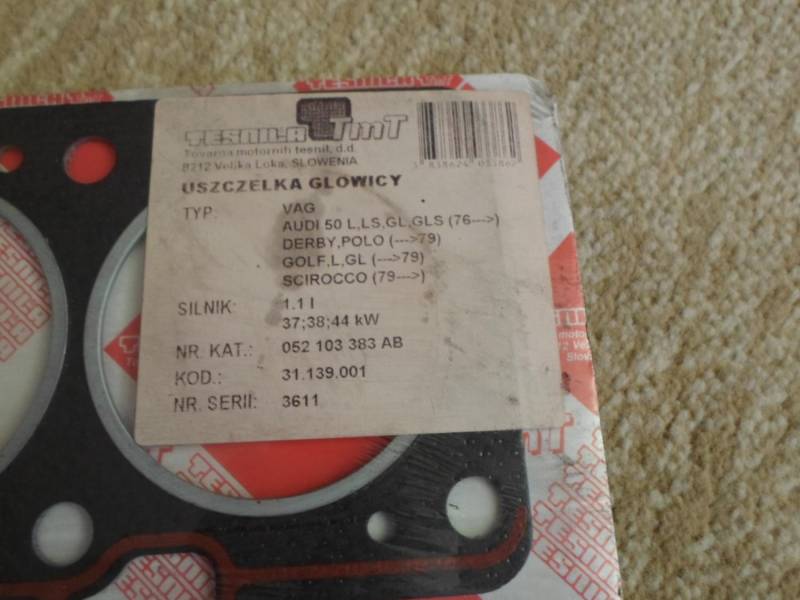 TESNILA TmT
Tovarna motornih tesnil, d.d.
8212 Velika Loka, SLOWENIA
USZCZELKA GLOWICY
TYP: VAG
AUDI 50 L,LS,GL,GLS (76--->)
DERBY,POLO (--->79)
GOLF,L,GL (--->79)
SCIROCCO (79--->)
SILNIK: 1.1 l
37;38;44 kW
NR. KAT.: 052 103 383 AB
KOD.: 31.139.001
NR. SERII: 3611